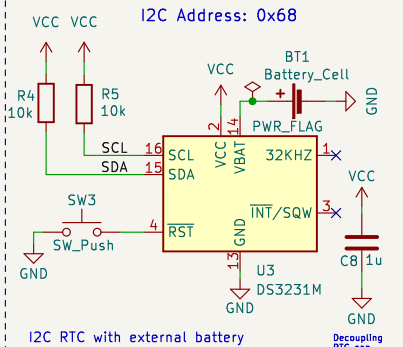 I2C Address: 0x68
VCC
VCC
R4
10k
R5
10k
VCC
BT1
Battery_Cell
GND
PWR_FLAG
2
14
SCL
16
SCL
SDA
15
SDA
VCC
VBAT
32KHZ
1
INT/SQW
3
SW3
SW_Push
GND
4
RST
GND
13
GND
U3
DS3231M
VCC
C8
1u
GND
I2C RTC with external battery
Decoupling